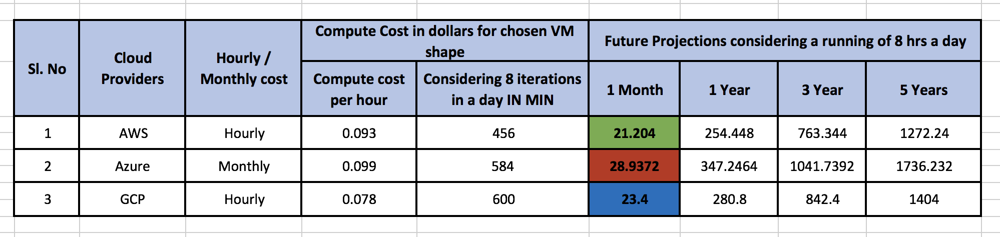 Sl. No
Cloud
Providers
Hourly /
Monthly cost
Compute Cost in dollars for chosen VM
shape
Future Projections considering a running of 8 hrs a day
Compute cost
per hour
Considering 8 iterations
in a day IN MIN
1 Month
1 Year
3 Year
5 Years
1 AWS Hourly 0.093 456 21.204 254.448 763.344 1272.24
2 Azure Monthly 0.099 584 28.9372 347.2464 1041.7392 1736.232
3 GCP Hourly 0.078 600 23.4 280.8 842.4 1404